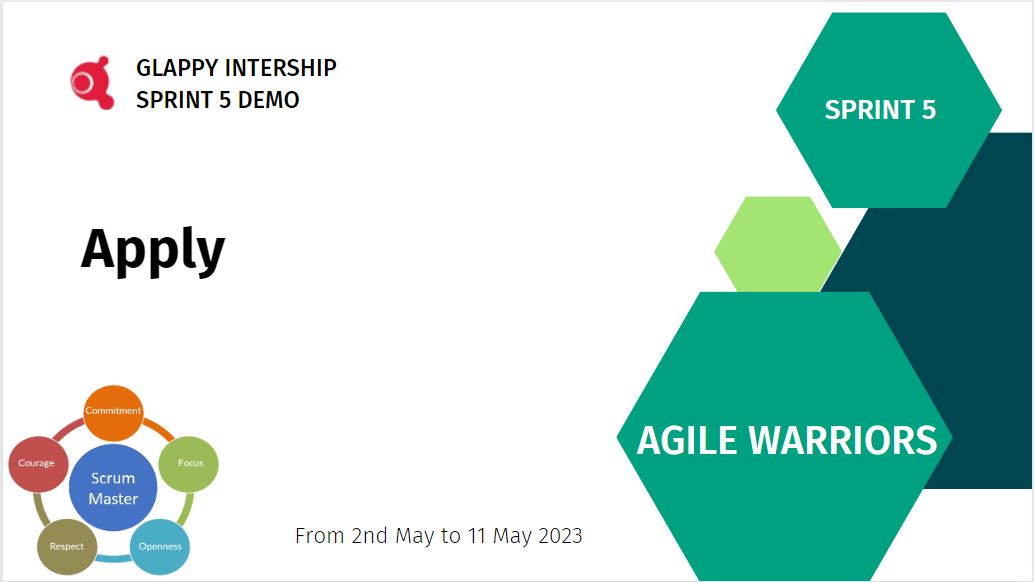 GLAPPY INTERSHIP
SPRINT 5 DEMO
SPRINT 5
Apply
AGILE WARRIORS
Commitment
Courage
Focus
Scrum
Master
Respect
Openness
From 2nd May to 11 May 2023